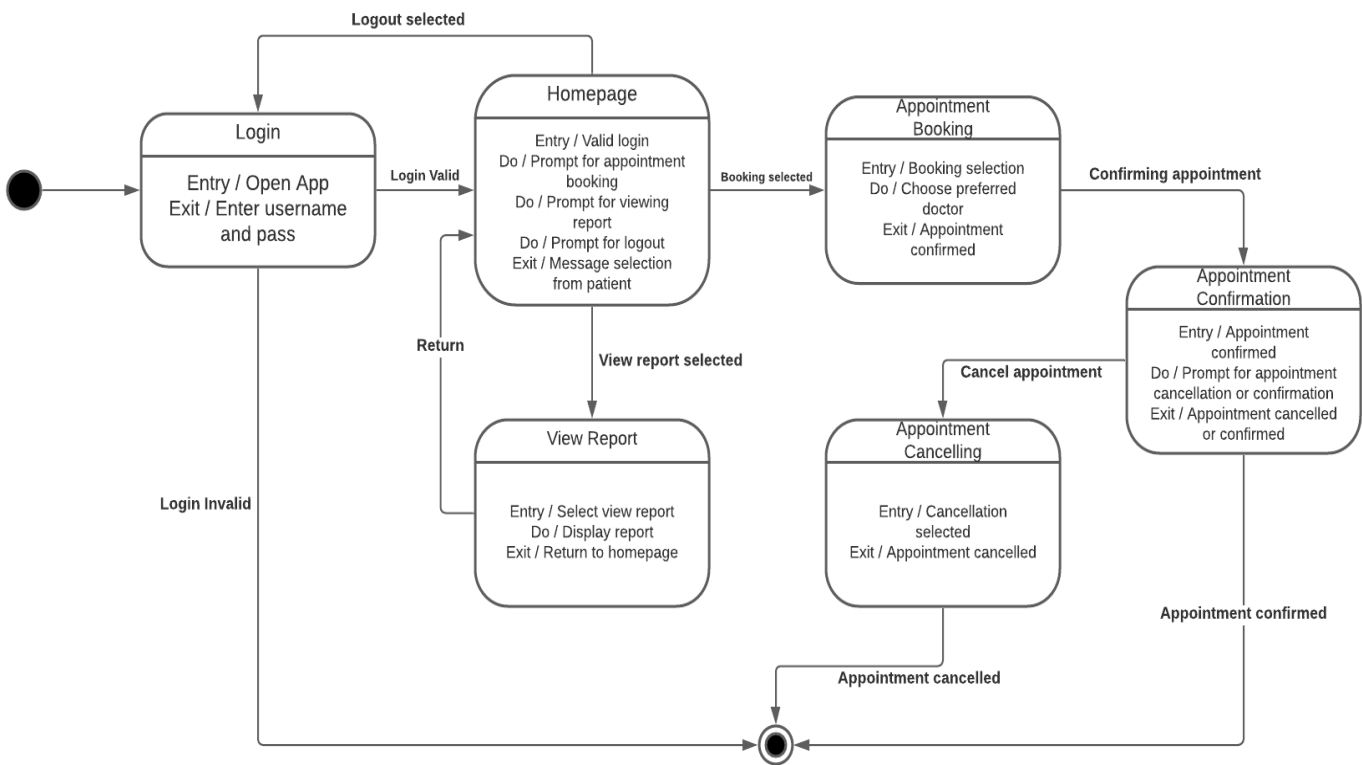 Logout selected
Login
Entry / Open App
Exit / Enter username
and pass
Login Valid
Homepage
Entry / Valid login
Do / Prompt for appointment
booking
Do / Prompt for viewing
report
Do / Prompt for logout
Exit / Message selection
from patient
Booking selected
Appointment
Booking
Entry / Booking selection
Do / Choose preferred
doctor
Exit / Appointment
confirmed
Confirming appointment
Appointment
Confirmation
Entry / Appointment
confirmed
Do / Prompt for appointment
cancellation or confirmation
Exit / Appointment cancelled
or confirmed
Return
View report selected
Cancel appointment
View Report
Entry / Select view report
Do / Display report
Exit / Return to homepage
Appointment
Cancelling
Entry / Cancellation
selected
Exit / Appointment cancelled
Login Invalid
Appointment confirmed
Appointment cancelled